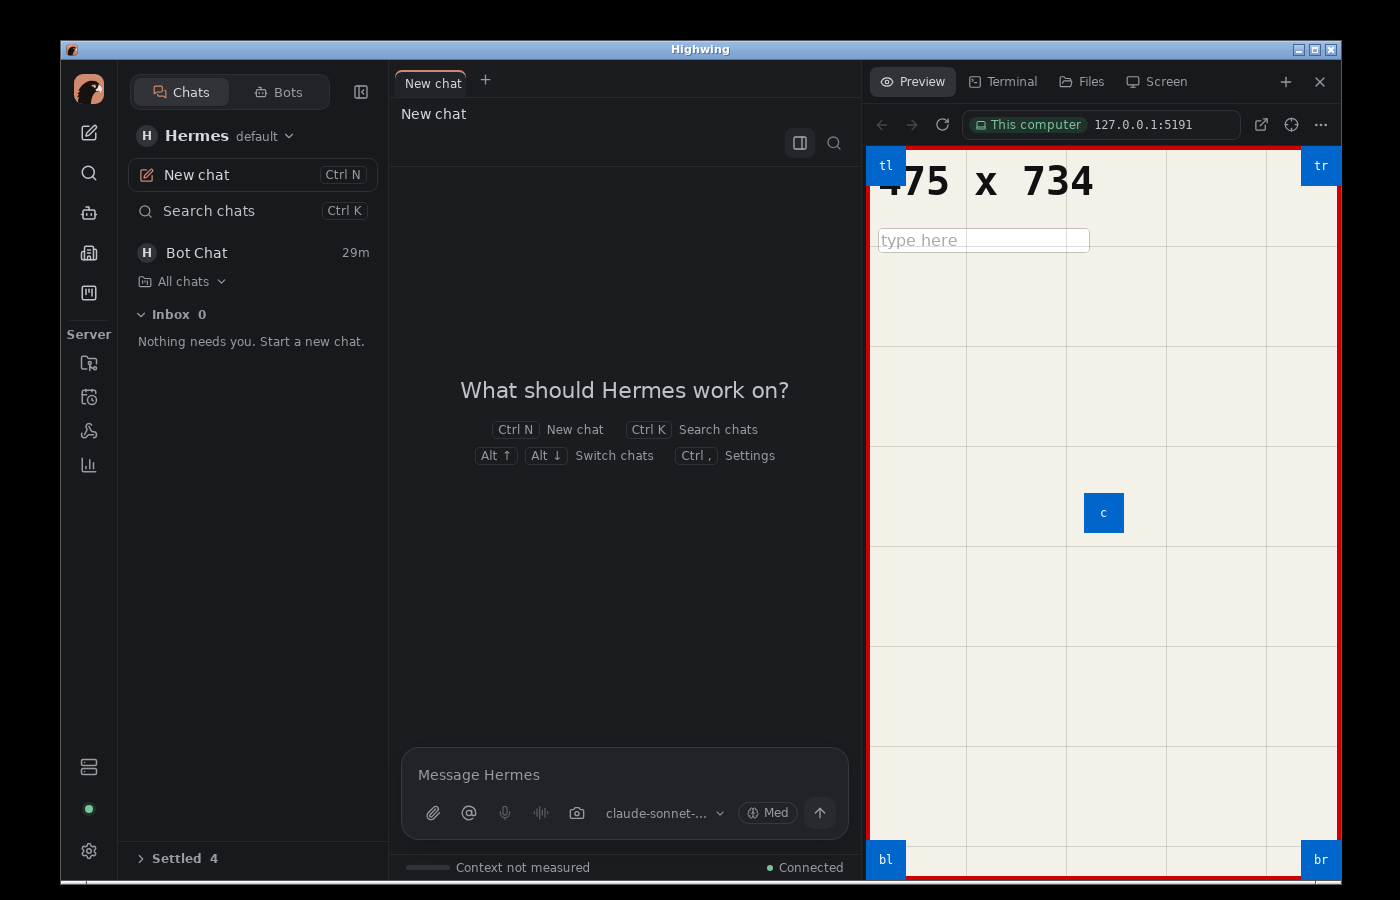 Highwing
Chats
Bots
H Hermes default
New chat Ctrl N
Search chats Ctrl K
H Bot Chat 29m
All chats
Inbox 0
Nothing needs you. Start a new chat.
Server
Settled 4
New chat
New chat
What should Hermes work on?
Ctrl N New chat Ctrl K Search chats
Alt ↑ Alt ↓ Switch chats Ctrl , Settings
Message Hermes
claude-sonnet-... Med
Context not measured Connected
Preview Terminal Files Screen
This computer 127.0.0.1:5191
tl tr
475 x 734
type here
c
bl br